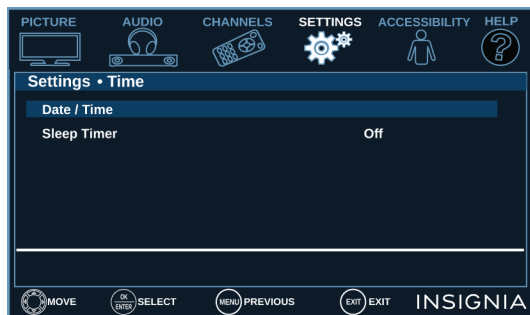 PICTURE AUDIO CHANNELS SETTINGS ACCESSIBILITY HELP
?
Settings • Time
Date / Time
Sleep Timer Off
MOVE OK ENTER SELECT MENU PREVIOUS EXIT EXIT INSIGNIA